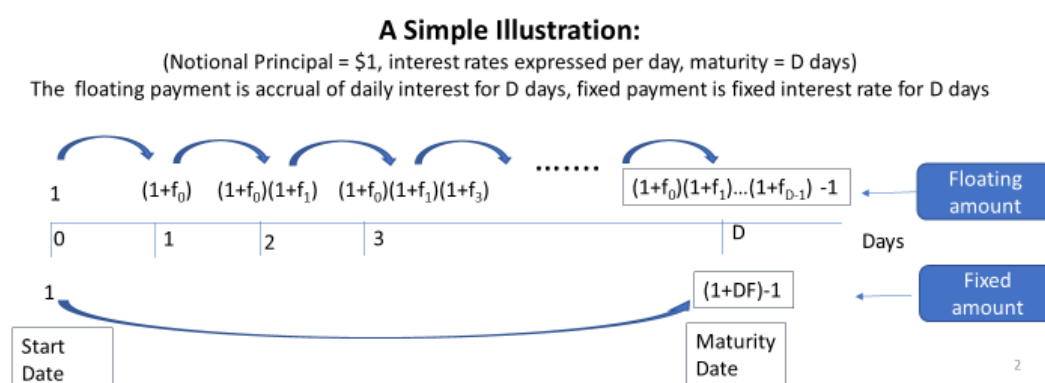 A Simple Illustration:
(Notional Principal = $1, interest rates expressed per day, maturity = D days)
The floating payment is accrual of daily interest for D days, fixed payment is fixed interest rate for D days
.......
1 (1+f₀) (1+f₀)(1+f₁) (1+f₀)(1+f₁)(1+f₃) (1+f₀)(1+f₁)...(1+f_D-1) -1
Floating
amount
0 1 2 3 D Days
1 (1+DF)-1
Fixed
amount
Start
Date
Maturity
Date
2